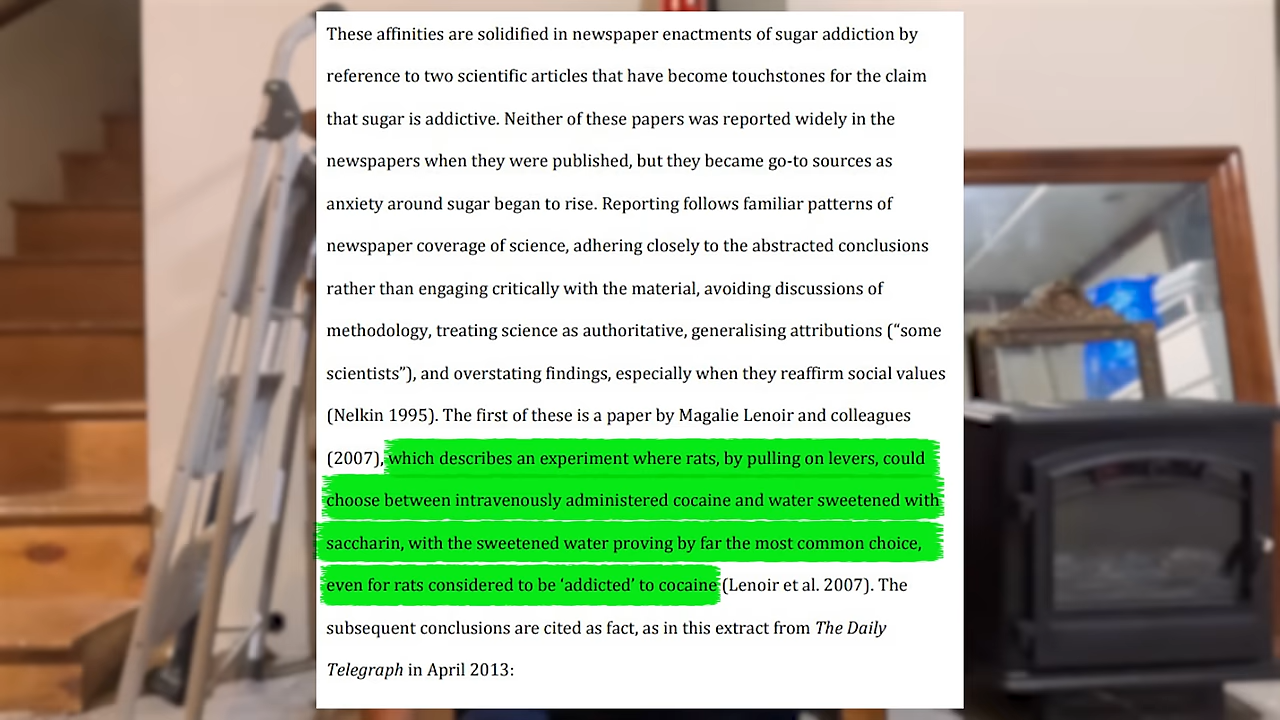 These affinities are solidified in newspaper enactments of sugar addiction by
reference to two scientific articles that have become touchstones for the claim
that sugar is addictive. Neither of these papers was reported widely in the
newspapers when they were published, but they became go-to sources as
anxiety around sugar began to rise. Reporting follows familiar patterns of
newspaper coverage of science, adhering closely to the abstracted conclusions
rather than engaging critically with the material, avoiding discussions of
methodology, treating science as authoritative, generalising attributions (“some
scientists”), and overstating findings, especially when they reaffirm social values
(Nelkin 1995). The first of these is a paper by Magalie Lenoir and colleagues
(2007), which describes an experiment where rats, by pulling on levers, could
choose between intravenously administered cocaine and water sweetened with
saccharin, with the sweetened water proving by far the most common choice,
even for rats considered to be ‘addicted’ to cocaine (Lenoir et al. 2007). The
subsequent conclusions are cited as fact, as in this extract from The Daily
Telegraph in April 2013: